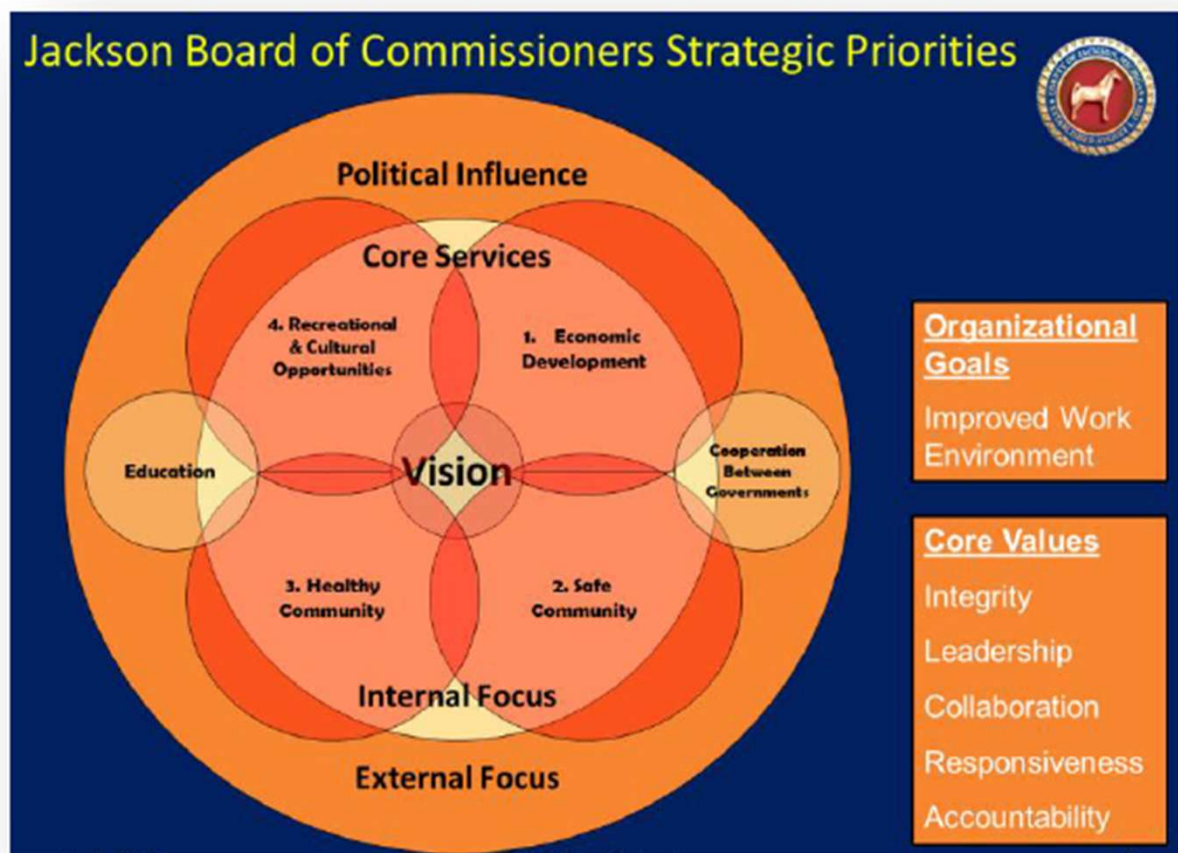 Jackson Board of Commissioners Strategic Priorities
Political Influence
Core Services
4. Recreational
& Cultural
Opportunities
1. Economic
Development
Education
Vision
Cooperation
Between
Governments
3. Healthy
Community
2. Safe
Community
Internal Focus
External Focus
Organizational
Goals
Improved Work
Environment
Core Values
Integrity
Leadership
Collaboration
Responsiveness
Accountability